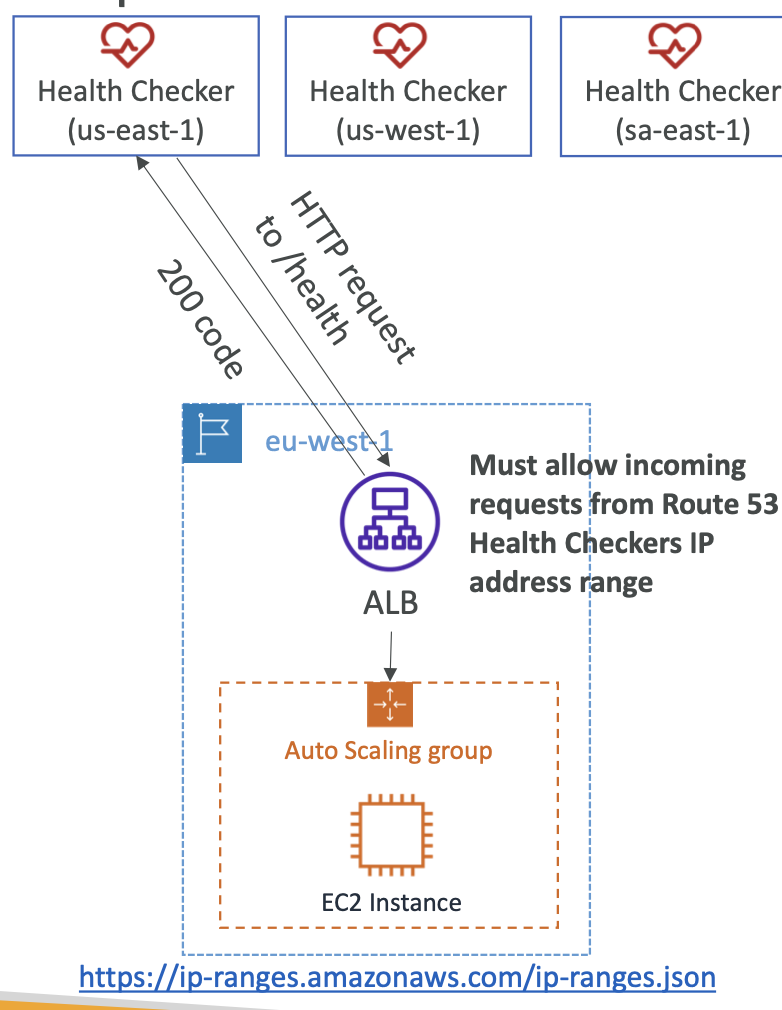 Health Checker
(us-east-1)
Health Checker
(us-west-1)
Health Checker
(sa-east-1)
HTTP request
to /health
200 code
eu-west-1
Must allow incoming
requests from Route 53
Health Checkers IP
address range
ALB
Auto Scaling group
EC2 Instance
https://ip-ranges.amazonaws.com/ip-ranges.json